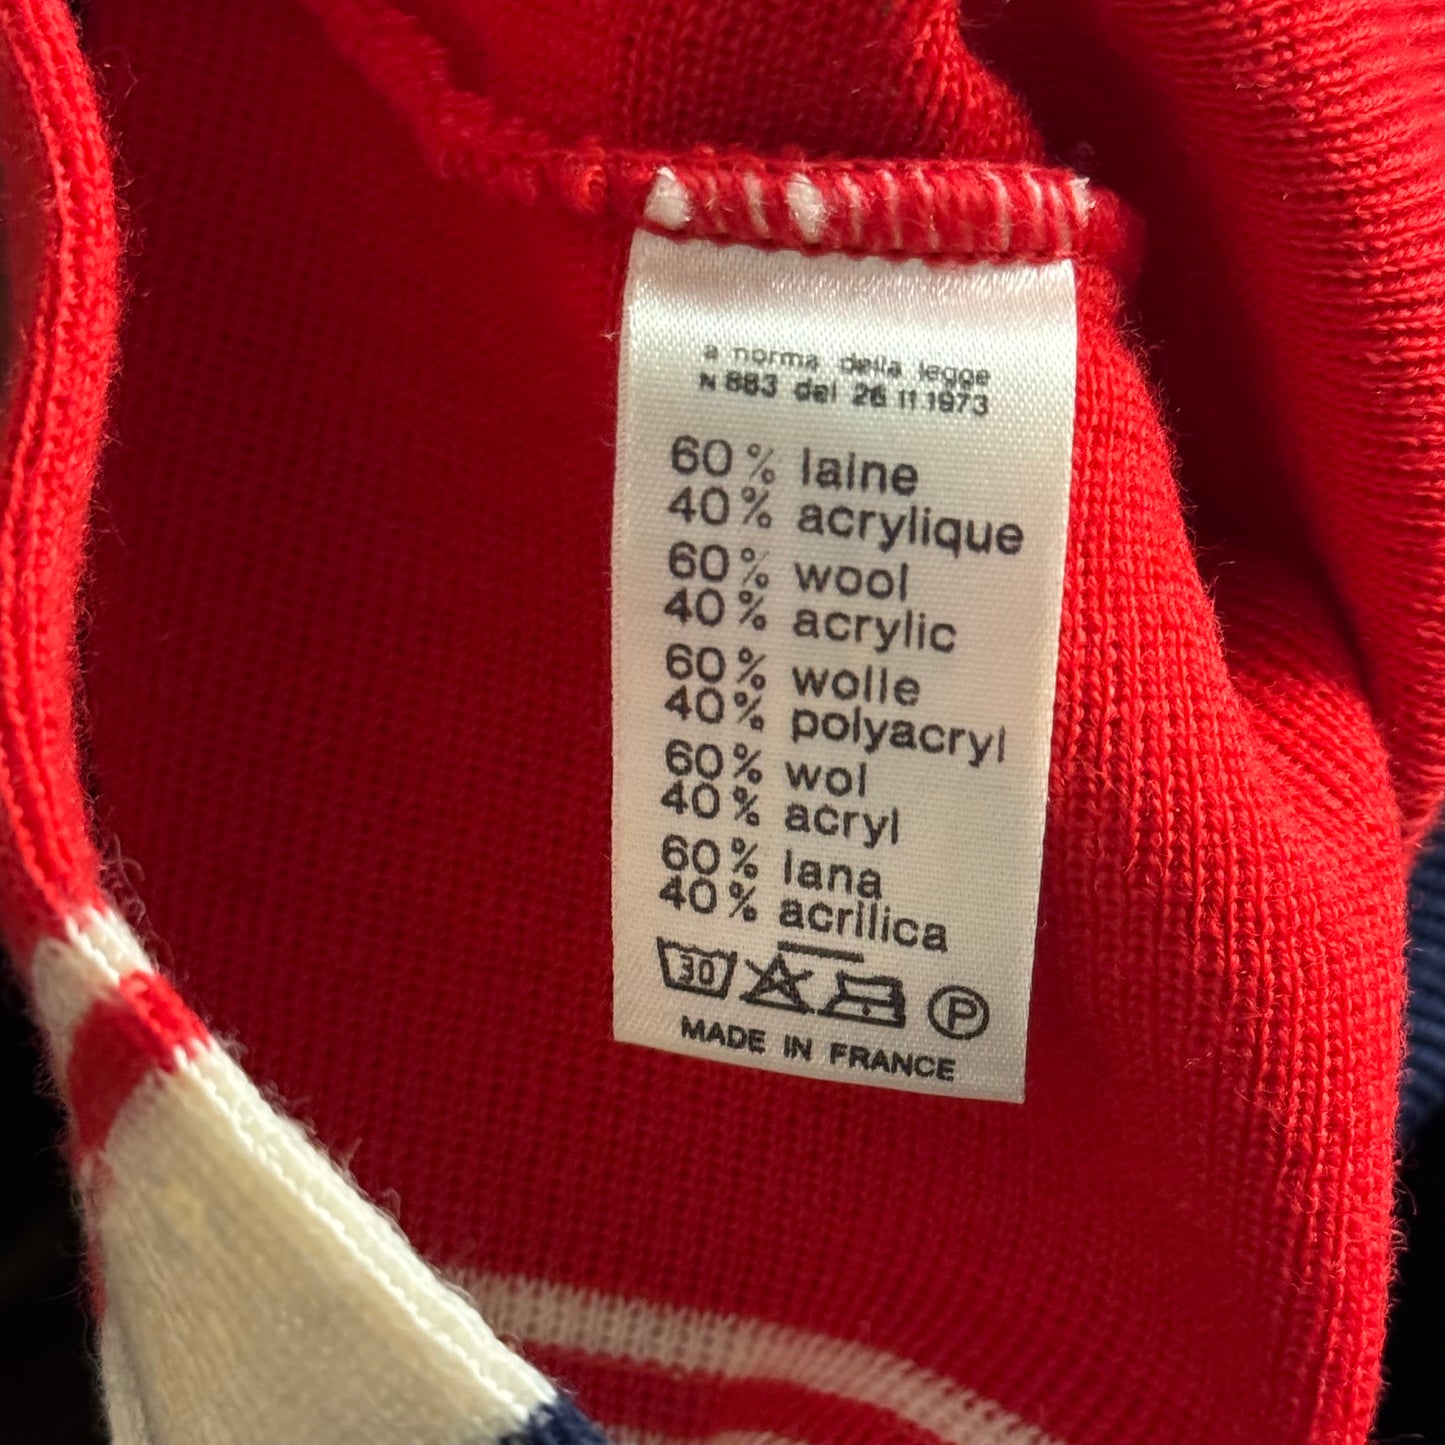 a norma della legge
N 883 del 26 11 1973
60 % laine
40 % acrylique
60 % wool
40 % acrylic
60 % wolle
40 % polyacryl
60 % wol
40 % acryl
60 % lana
40 % acrilica
30 P
MADE IN FRANCE